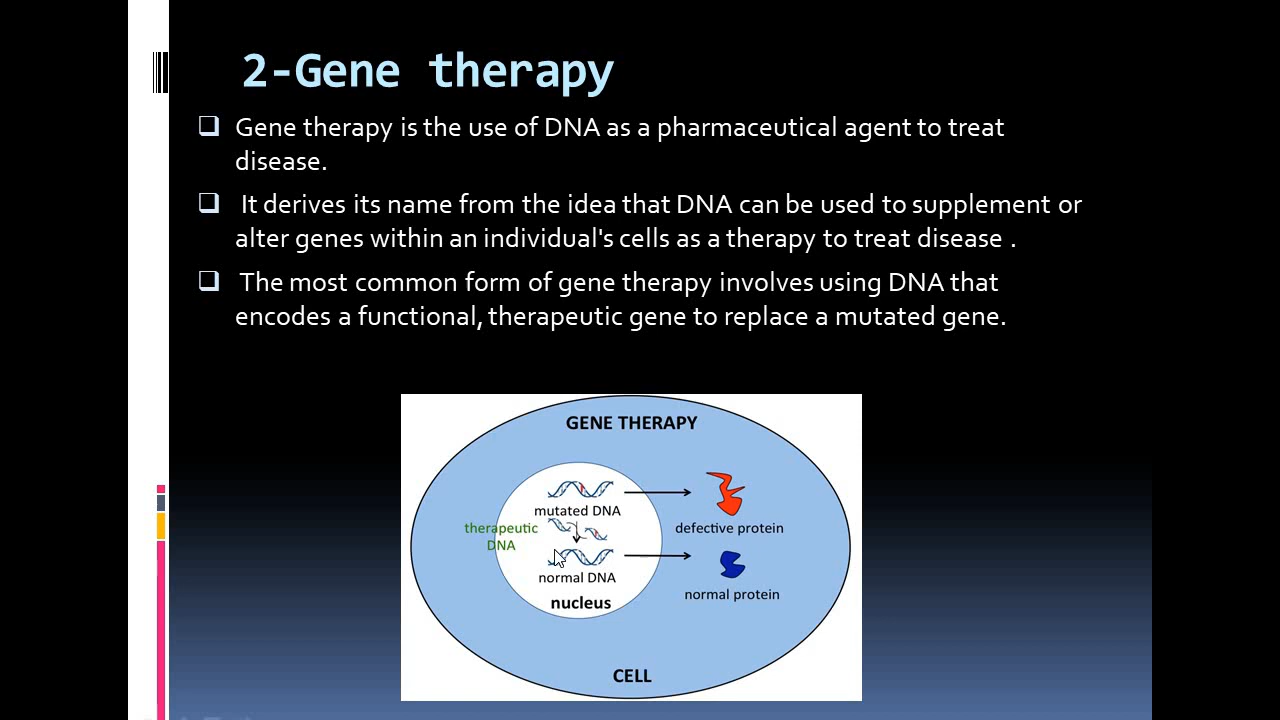 2-Gene therapy
Gene therapy is the use of DNA as a pharmaceutical agent to treat
disease.
It derives its name from the idea that DNA can be used to supplement or
alter genes within an individual's cells as a therapy to treat disease .
The most common form of gene therapy involves using DNA that
encodes a functional, therapeutic gene to replace a mutated gene.
GENE THERAPY
mutated DNA
therapeutic
DNA
normal DNA
nucleus
defective protein
normal protein
CELL